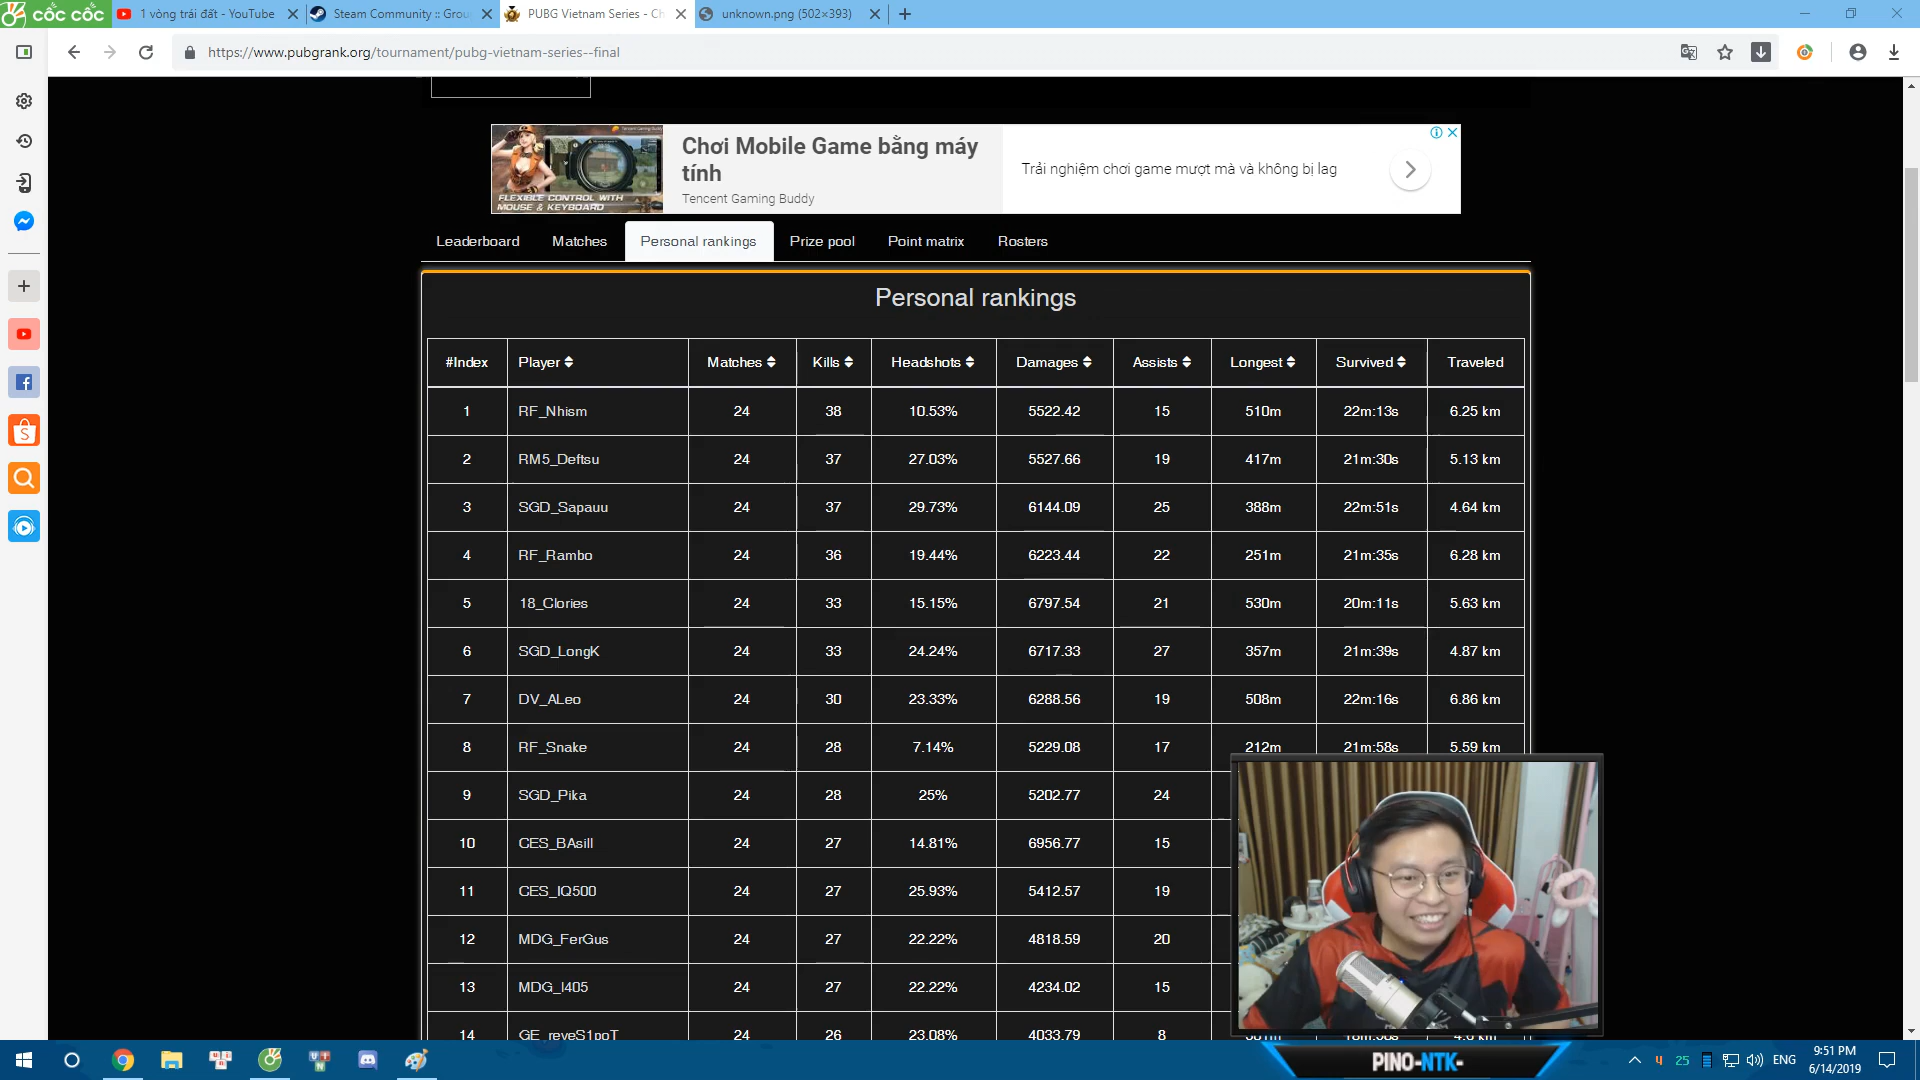 cốc cốc
1 vòng trái đất - YouTube
Steam Community :: Grou
PUBG Vietnam Series - Ch
unknown.png (502×393)
https://www.pubgrank.org/tournament/pubg-vietnam-series--final
FLEXIBLE CONTROL WITH
MOUSE & KEYBOARD
Chơi Mobile Game bằng máy
tính
Tencent Gaming Buddy
Trải nghiệm chơi game mượt mà và không bị lag
Leaderboard Matches Personal rankings Prize pool Point matrix Rosters
Personal rankings
#Index Player Matches Kills Headshots Damages Assists Longest Survived Traveled
1 RF_Nhism 24 38 10.53% 5522.42 15 510m 22m:13s 6.25 km
2 RM5_Deftsu 24 37 27.03% 5527.66 19 417m 21m:30s 5.13 km
3 SGD_Sapauu 24 37 29.73% 6144.09 25 388m 22m:51s 4.64 km
4 RF_Rambo 24 36 19.44% 6223.44 22 251m 21m:35s 6.28 km
5 18_Clories 24 33 15.15% 6797.54 21 530m 20m:11s 5.63 km
6 SGD_LongK 24 33 24.24% 6717.33 27 357m 21m:39s 4.87 km
7 DV_ALeo 24 30 23.33% 6288.56 19 508m 22m:16s 6.86 km
8 RF_Snake 24 28 7.14% 5229.08 17 212m 21m:58s 5.59 km
9 SGD_Pika 24 28 25% 5202.77 24
10 CES_BAsill 24 27 14.81% 6956.77 15
11 CES_IQ500 24 27 25.93% 5412.57 19
12 MDG_FerGus 24 27 22.22% 4818.59 20
13 MDG_I405 24 27 22.22% 4234.02 15
14 GE_reveS1poT 24 26 23.08% 4033.79 8
PINO-NTK-
25
ENG
9:51 PM
6/14/2019